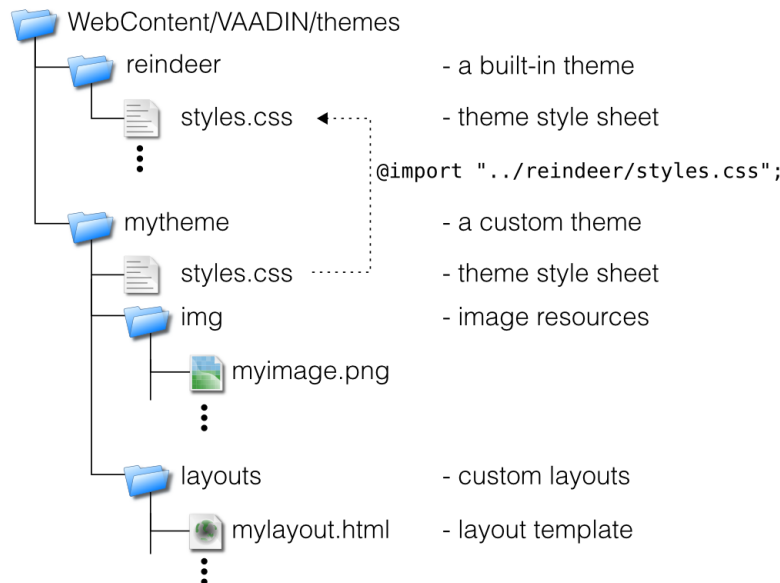 WebContent/VAADIN/themes
reindeer - a built-in theme
styles.css - theme style sheet
@import "../reindeer/styles.css";
mytheme - a custom theme
styles.css - theme style sheet
img - image resources
myimage.png
layouts - custom layouts
mylayout.html - layout template